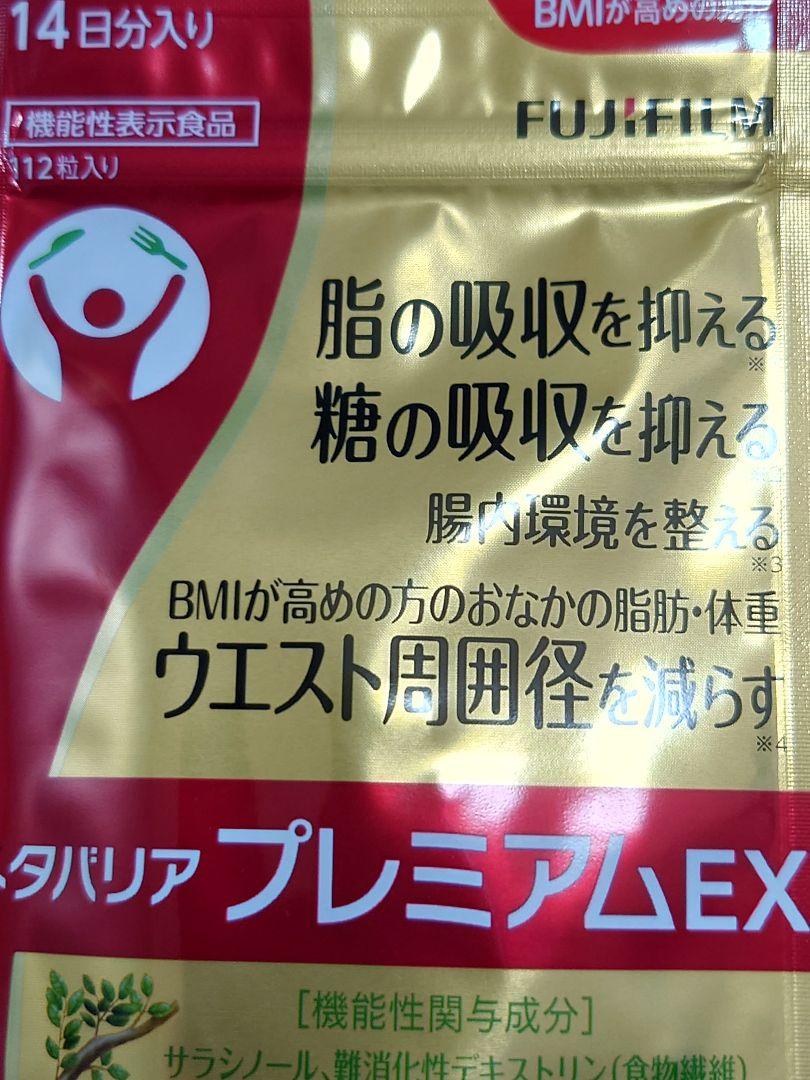 14日分入り
BMIが高めの
機能性表示食品
FUJIFILM
112粒入り
脂の吸収を抑える
※
糖の吸収を抑える
腸内環境を整える
※3
BMIが高めの方のおなかの脂肪・体重
ウエスト周囲径を減らす
※4
タバリア プレミアムEX
[機能性関与成分]
サラシノール、難消化性デキストリン(食物繊維)